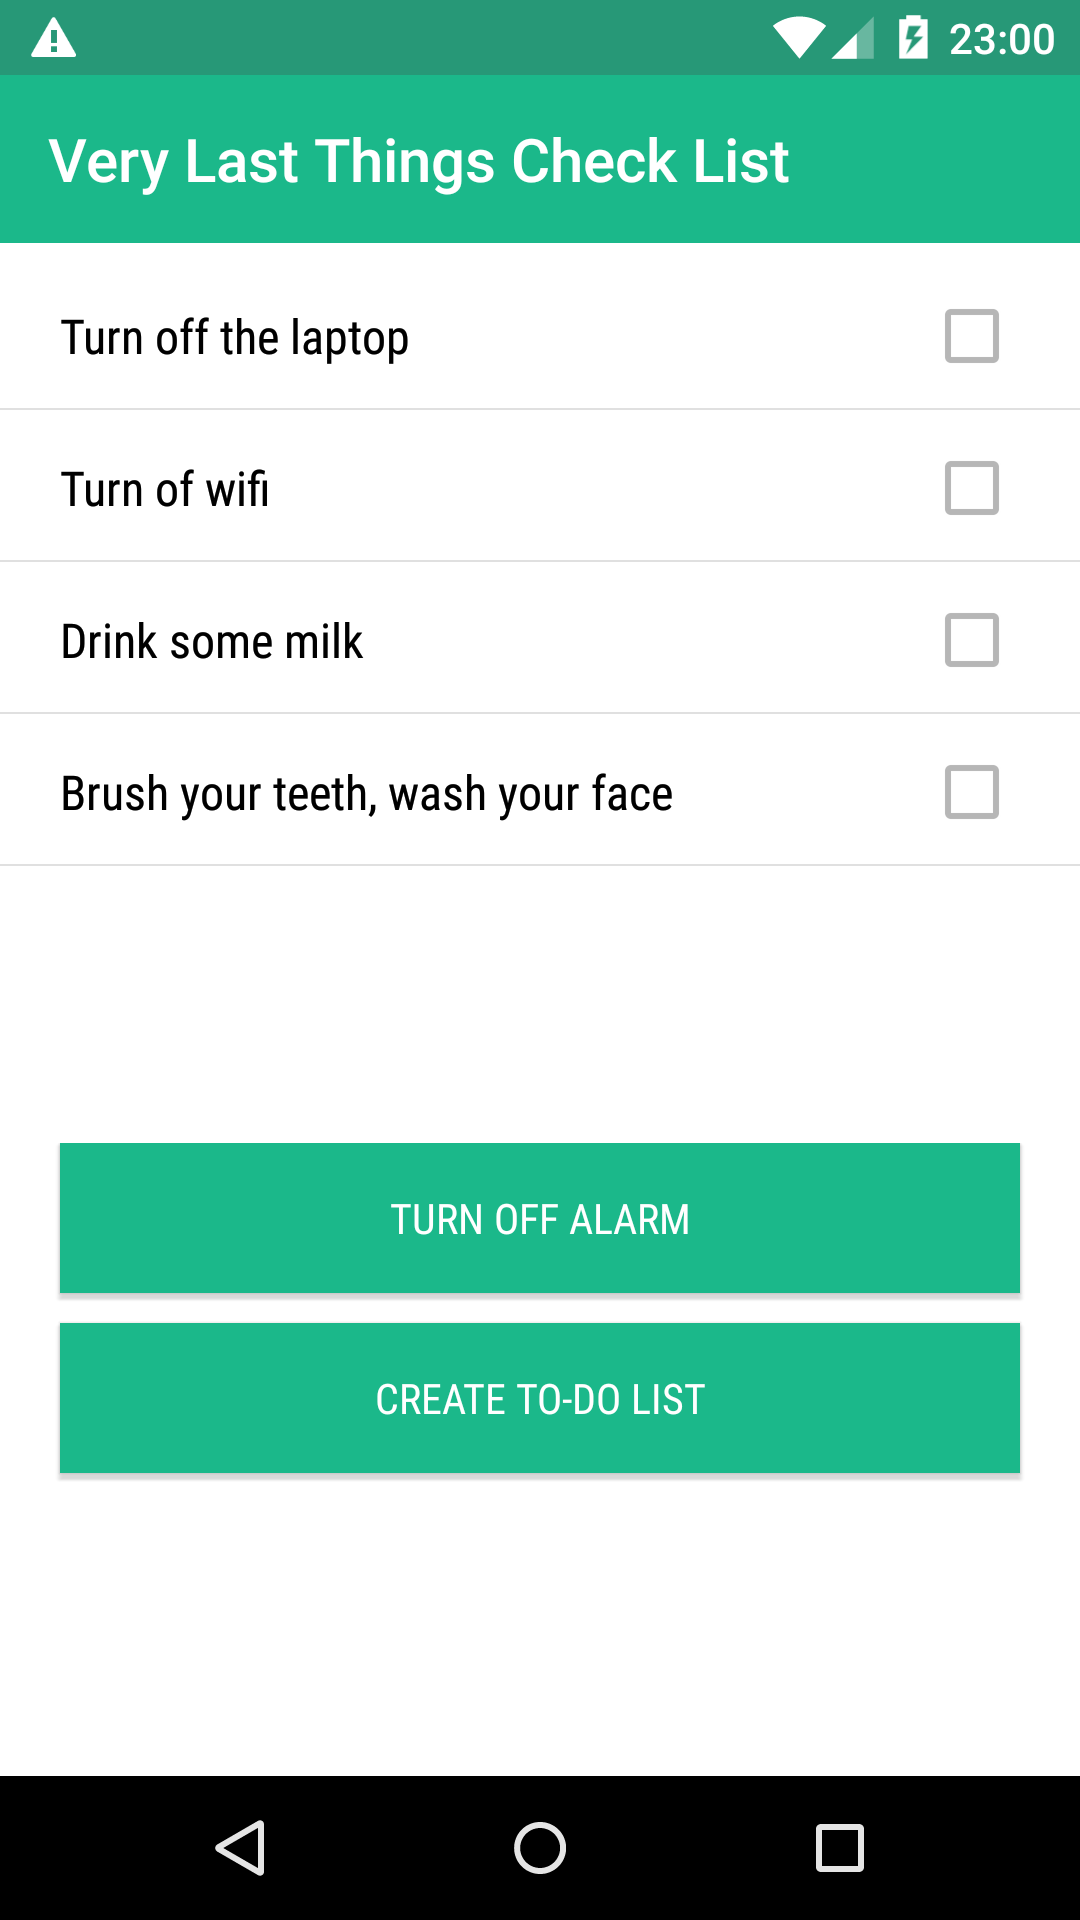 23:00
Very Last Things Check List
Turn off the laptop
Turn of wifi
Drink some milk
Brush your teeth, wash your face
TURN OFF ALARM
CREATE TO-DO LIST